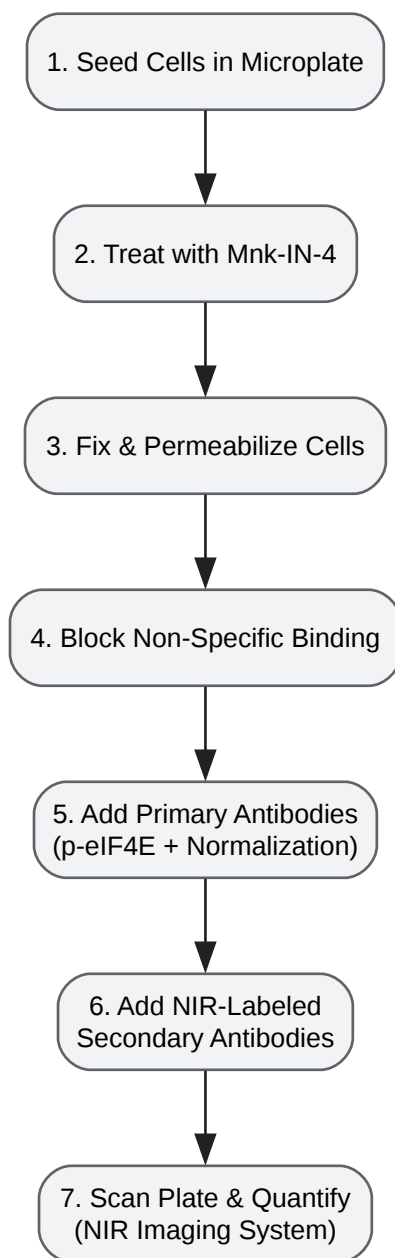 1. Seed Cells in Microplate
2. Treat with Mnk-IN-4
3. Fix & Permeabilize Cells
4. Block Non-Specific Binding
5. Add Primary Antibodies
(p-eIF4E + Normalization)
6. Add NIR-Labeled
Secondary Antibodies
7. Scan Plate & Quantify
(NIR Imaging System)